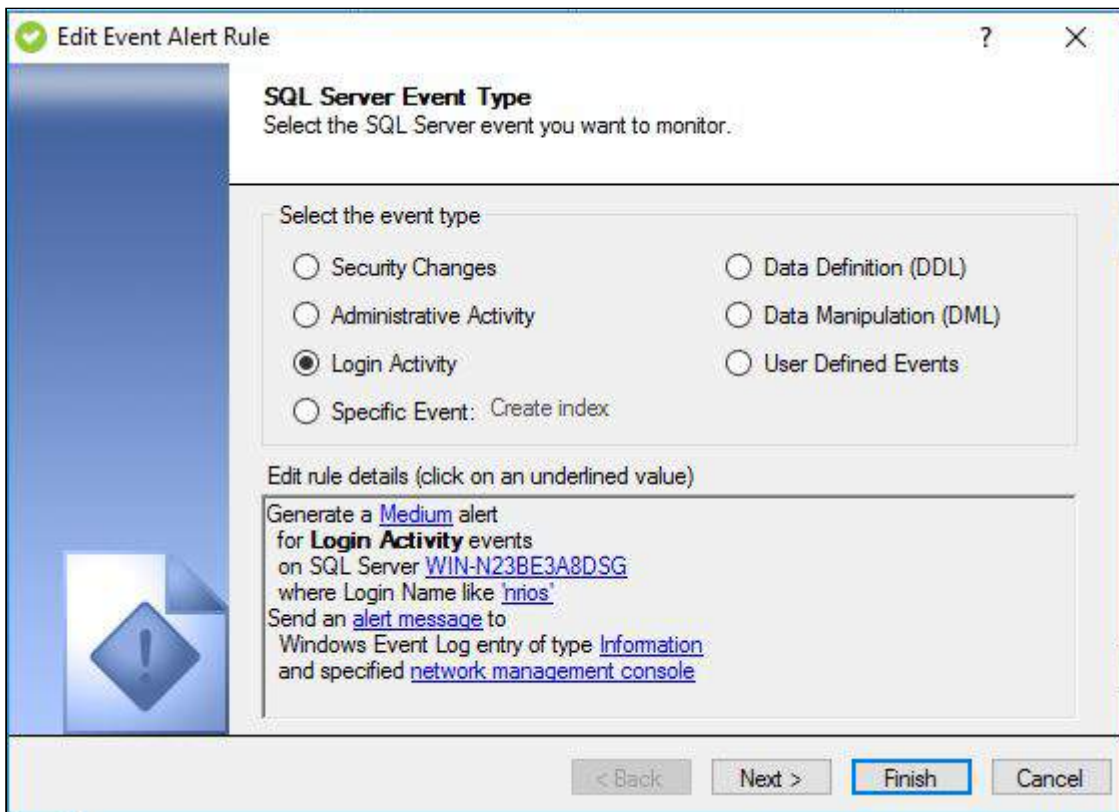 Edit Event Alert Rule
?
SQL Server Event Type
Select the SQL Server event you want to monitor.
Select the event type
Security Changes
Data Definition (DDL)
Administrative Activity
Data Manipulation (DML)
Login Activity
User Defined Events
Specific Event: Create index
Edit rule details (click on an underlined value)
Generate a Medium alert
for Login Activity events
on SQL Server WIN-N23BE3A8DSG
where Login Name like 'nrios'
Send an alert message to
Windows Event Log entry of type Information
and specified network management console
< Back
Next >
Finish
Cancel